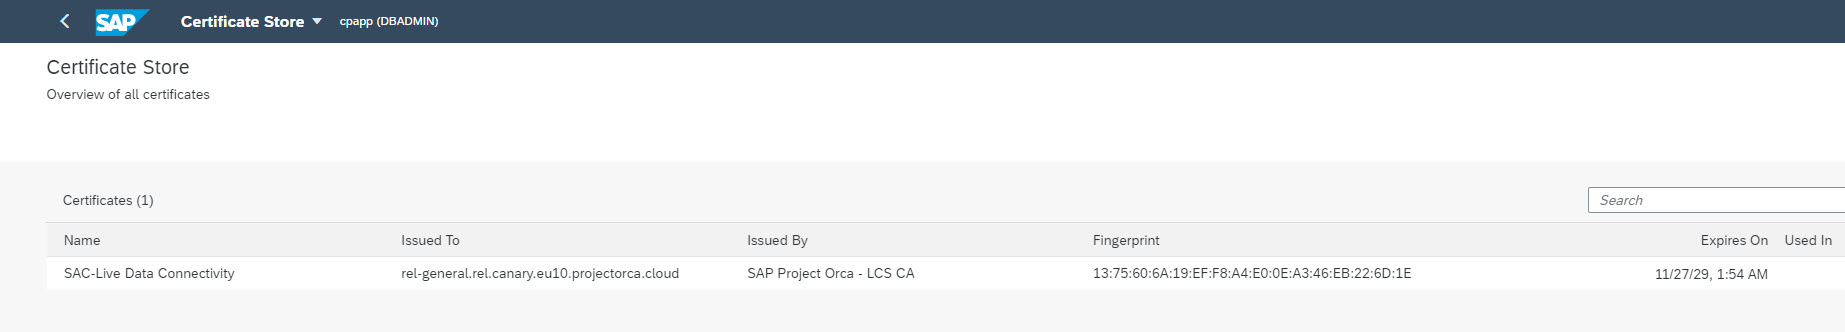 SAP Certificate Store cpapp (DBADMIN)
Certificate Store
Overview of all certificates
Certificates (1) Search
Name Issued To Issued By Fingerprint Expires On Used In
SAC-Live Data Connectivity rel-general.rel.canary.eu10.projectorca.cloud SAP Project Orca - LCS CA 13:75:60:6A:19:EF:F8:A4:E0:0E:A3:46:EB:22:6D:1E 11/27/29, 1:54 AM